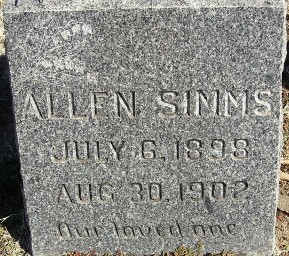 ALLEN SIMMS
JULY 6, 1898
AUG 30, 1902
Our loved one